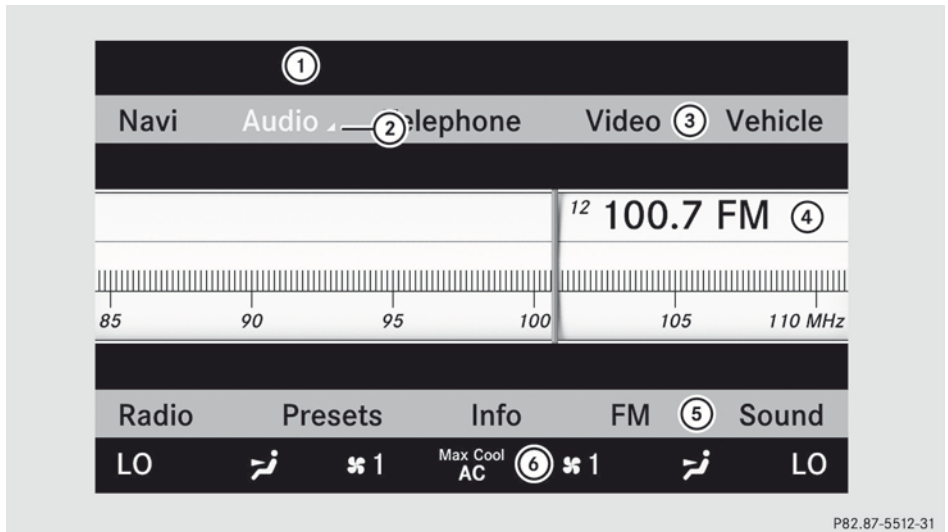 1
Navi Audio 2 elephone Video 3 Vehicle
12 100.7 FM 4
85 90 95 100 105 110 MHz
Radio Presets Info FM 5 Sound
LO 1 Max Cool AC 6 1 LO
P82.87-5512-31